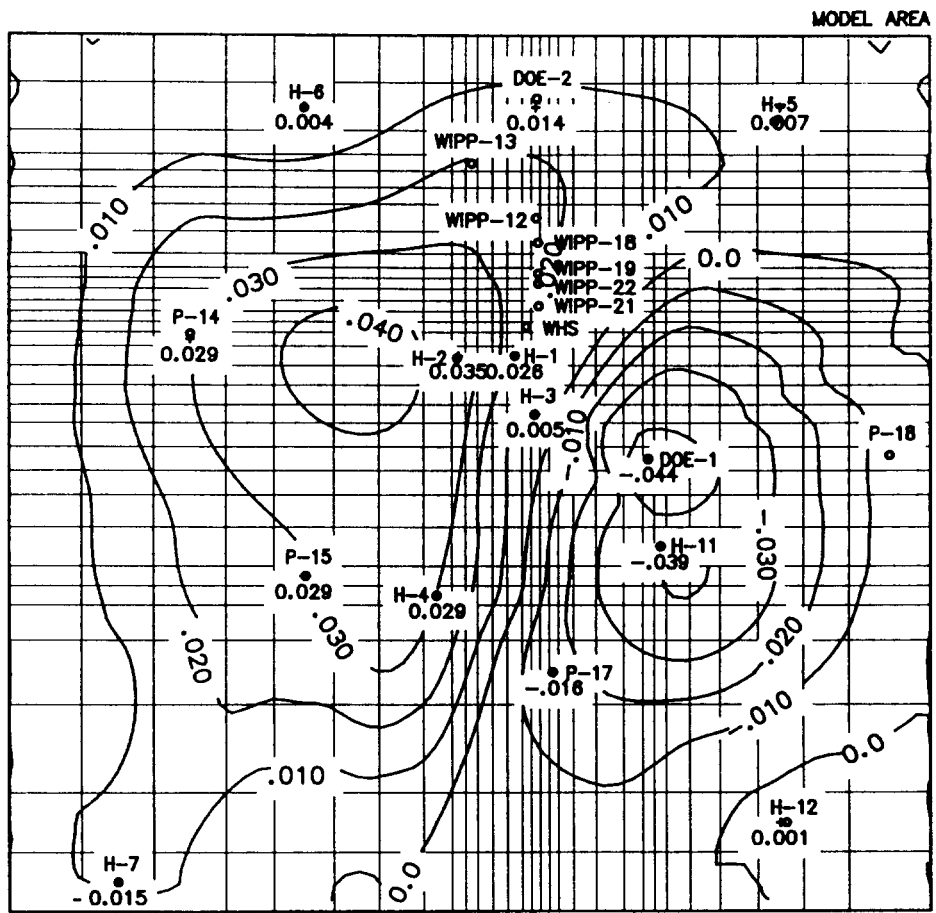 MODEL AREA
DOE-2
0.014
H-6
0.004
H-5
0.007
WIPP-13
.010
WIPP-12
.010
WIPP-18
.020
WIPP-19
0.0
WIPP-22
.030
WIPP-21
P-14
0.029
.040
WHS
H-2
0.035
H-1
0.026
H-3
0.005
-.010
P-18
DOE-1
-.044
H-11
-.039
-.030
P-15
0.029
H-4
0.029
.030
.020
.020
P-17
-.016
-.010
0.0
.010
H-12
0.001
H-7
-0.015
0.0